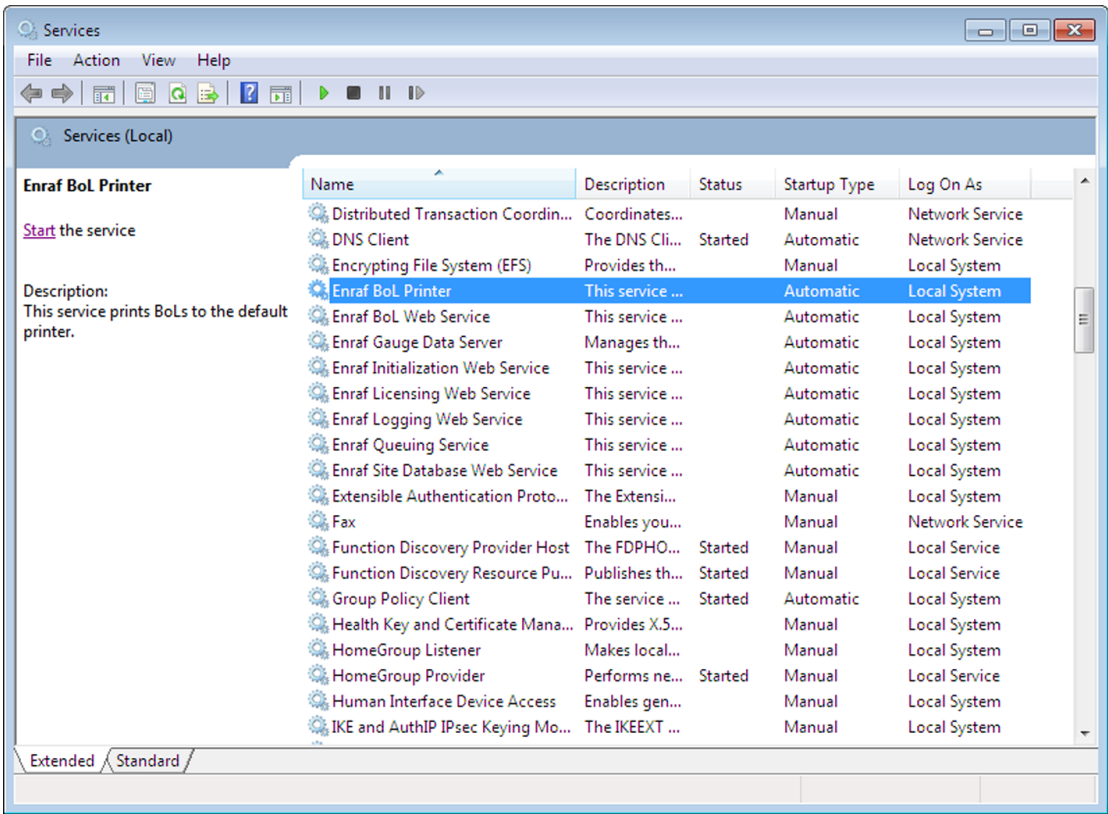 Services
File Action View Help
Services (Local)
Enraf BoL Printer
Start the service
Description:
This service prints BoLs to the default
printer.
Name Description Status Startup Type Log On As
Distributed Transaction Coordin... Coordinates... Manual Network Service
DNS Client The DNS Cli... Started Automatic Network Service
Encrypting File System (EFS) Provides th... Manual Local System
Enraf BoL Printer This service ... Automatic Local System
Enraf BoL Web Service This service ... Automatic Local System
Enraf Gauge Data Server Manages th... Automatic Local System
Enraf Initialization Web Service This service ... Automatic Local System
Enraf Licensing Web Service This service ... Automatic Local System
Enraf Logging Web Service This service ... Automatic Local System
Enraf Queuing Service This service ... Automatic Local System
Enraf Site Database Web Service This service ... Automatic Local System
Extensible Authentication Proto... The Extensi... Manual Local System
Fax Enables you... Manual Network Service
Function Discovery Provider Host The FDPHO... Started Manual Local Service
Function Discovery Resource Pu... Publishes th... Started Manual Local Service
Group Policy Client The service ... Started Automatic Local System
Health Key and Certificate Mana... Provides X.5... Manual Local System
HomeGroup Listener Makes local... Manual Local System
HomeGroup Provider Performs ne... Started Manual Local Service
Human Interface Device Access Enables gen... Manual Local System
IKE and AuthIP IPsec Keying Mo... The IKEEXT ... Manual Local System
Extended Standard